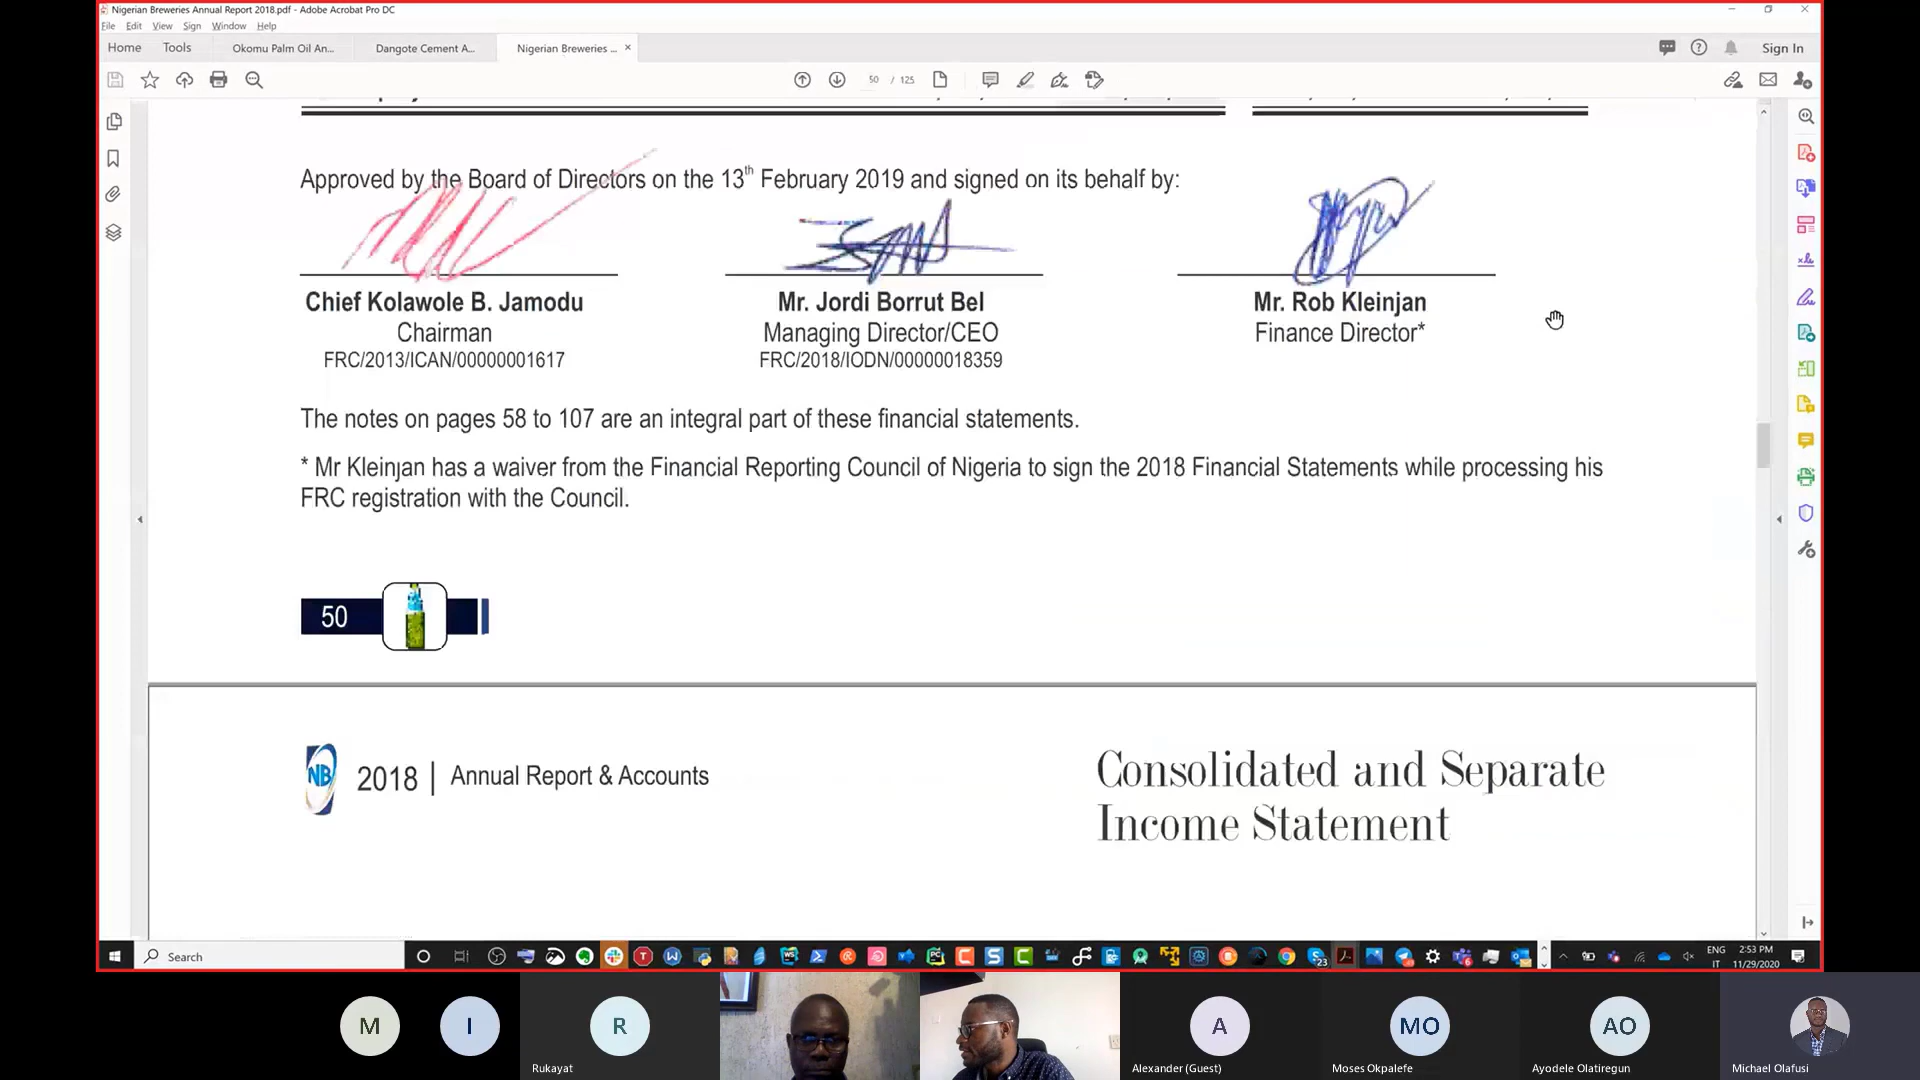 Nigerian Breweries Annual Report 2018.pdf - Adobe Acrobat Pro DC
File Edit View Sign Window Help
Home Tools Okomu Palm Oil An... Dangote Cement A... Nigerian Breweries ... × Sign In
50 / 125
Approved by the Board of Directors on the 13th February 2019 and signed on its behalf by:
Chief Kolawole B. Jamodu Mr. Jordi Borrut Bel Mr. Rob Kleinjan
Chairman Managing Director/CEO Finance Director*
FRC/2013/ICAN/00000001617 FRC/2018/IODN/00000018359
The notes on pages 58 to 107 are an integral part of these financial statements.
* Mr Kleinjan has a waiver from the Financial Reporting Council of Nigeria to sign the 2018 Financial Statements while processing his
FRC registration with the Council.
50
NB 2018 | Annual Report & Accounts
Consolidated and Separate
Income Statement
Search
ENG 2:53 PM
IT 11/29/2020
M I R A MO AO
Rukayat Alexander (Guest) Moses Okpalefe Ayodele Olatiregun Michael Olafusi